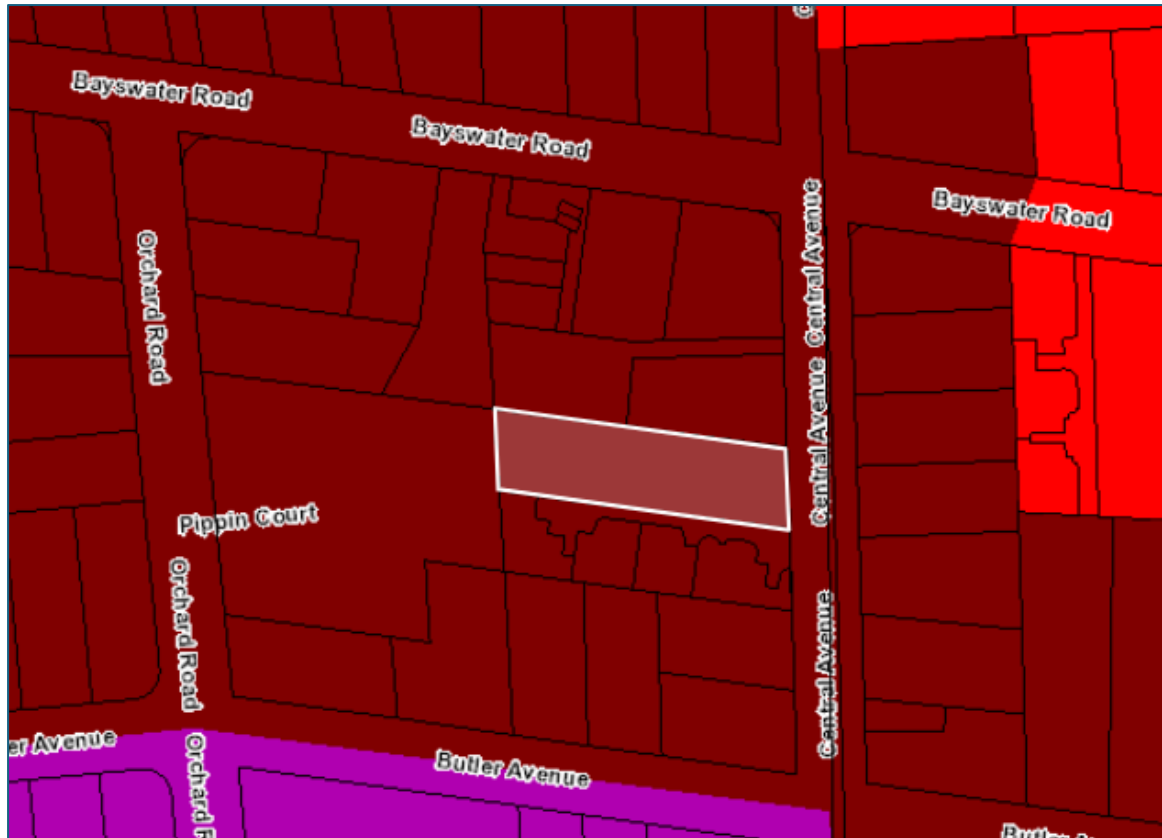 Bayswater Road
Bayswater Road
Bayswater Road
Orchard Road
Central Avenue
Central Avenue
Pippin Court
Orchard Road
Central Avenue
er Avenue
Orchard R
Butler Avenue
Butler A